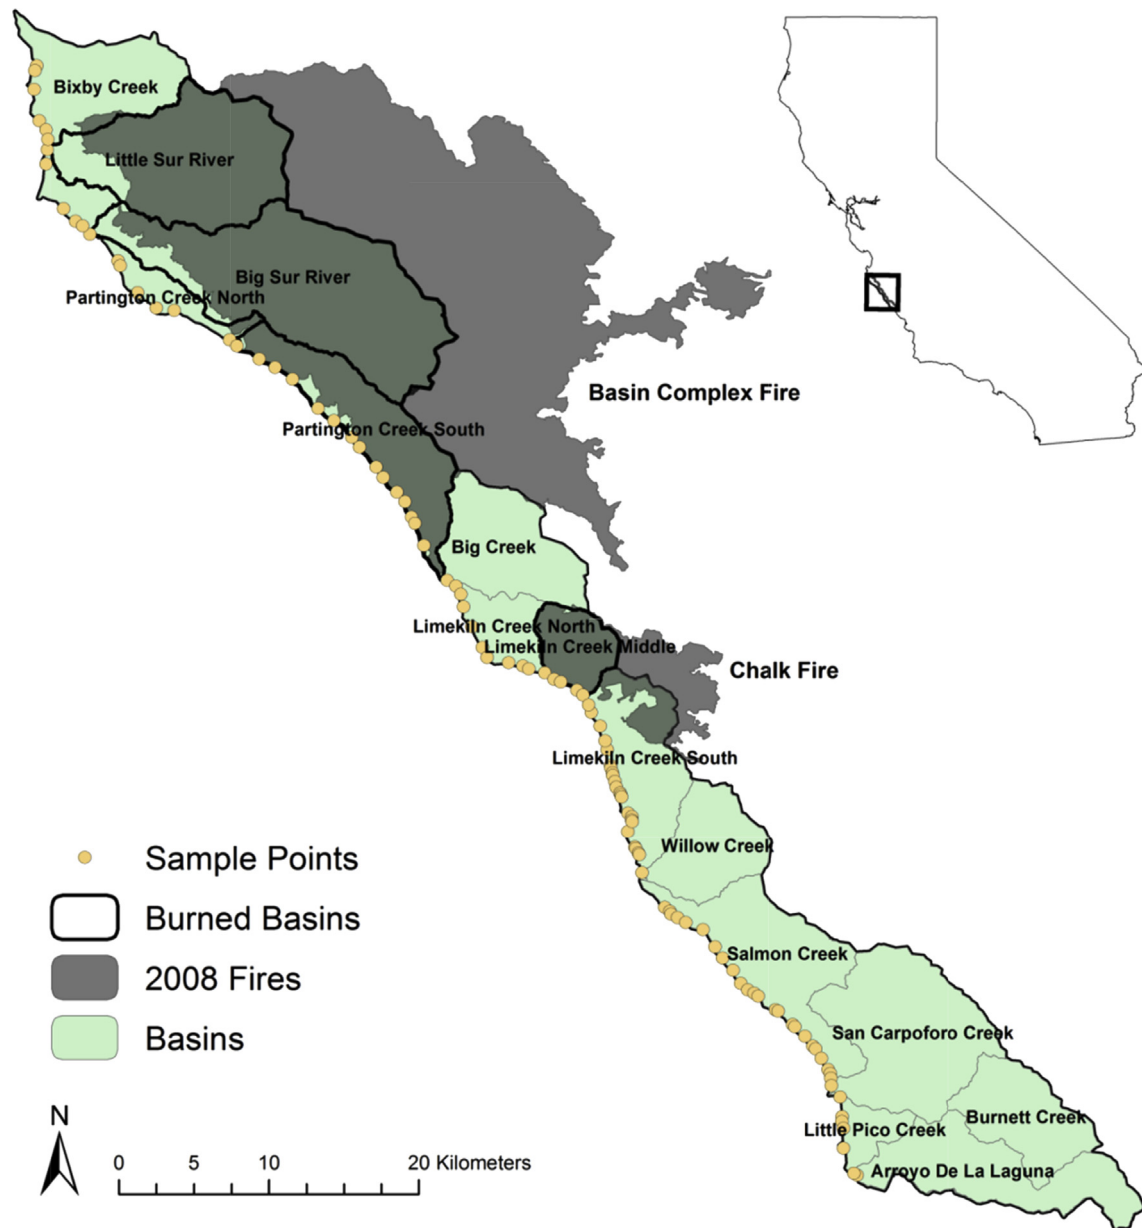 Bixby Creek
Little Sur River
Big Sur River
Partington Creek North
Basin Complex Fire
Partington Creek South
Big Creek
Limekiln Creek North
Limekiln Creek Middle
Chalk Fire
Limekiln Creek South
Willow Creek
Sample Points
Burned Basins
Salmon Creek
2008 Fires
San Carpoforo Creek
Basins
Burnett Creek
N
Little Pico Creek
0 5 10 20 Kilometers
Arroyo De La Laguna